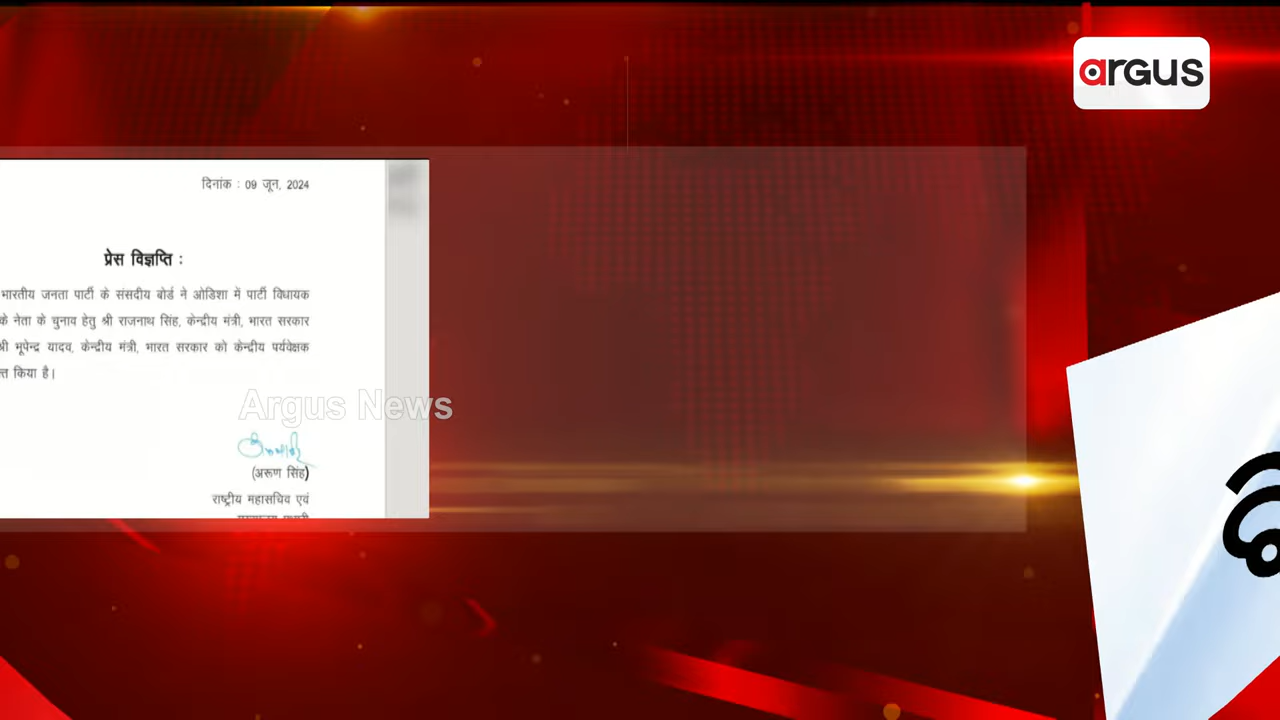 argus
दिनांक : 09 जून, 2024
प्रेस विज्ञप्ति :
भारतीय जनता पार्टी के संसदीय बोर्ड ने ओडिशा में पार्टी विधायक
के नेता के चुनाव हेतु श्री राजनाथ सिंह, केन्द्रीय मंत्री, भारत सरकार
श्री भूपेन्द्र यादव, केन्द्रीय मंत्री, भारत सरकार को केन्द्रीय पर्यवेक्षक
किया है।
Argus News
(अरूण सिंह)
राष्ट्रीय महासचिव एवं